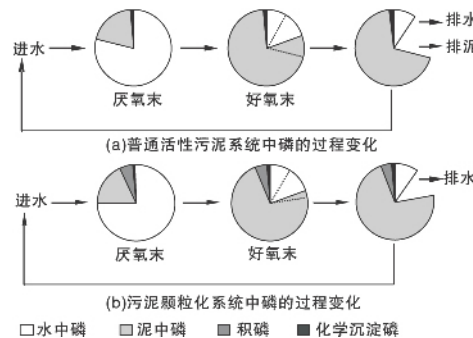 进水
厌氧末
好氧末
排水
排泥
(a)普通活性污泥系统中磷的过程变化
进水
厌氧末
好氧末
排水
(b)污泥颗粒化系统中磷的过程变化
水中磷 泥中磷 积磷 化学沉淀磷